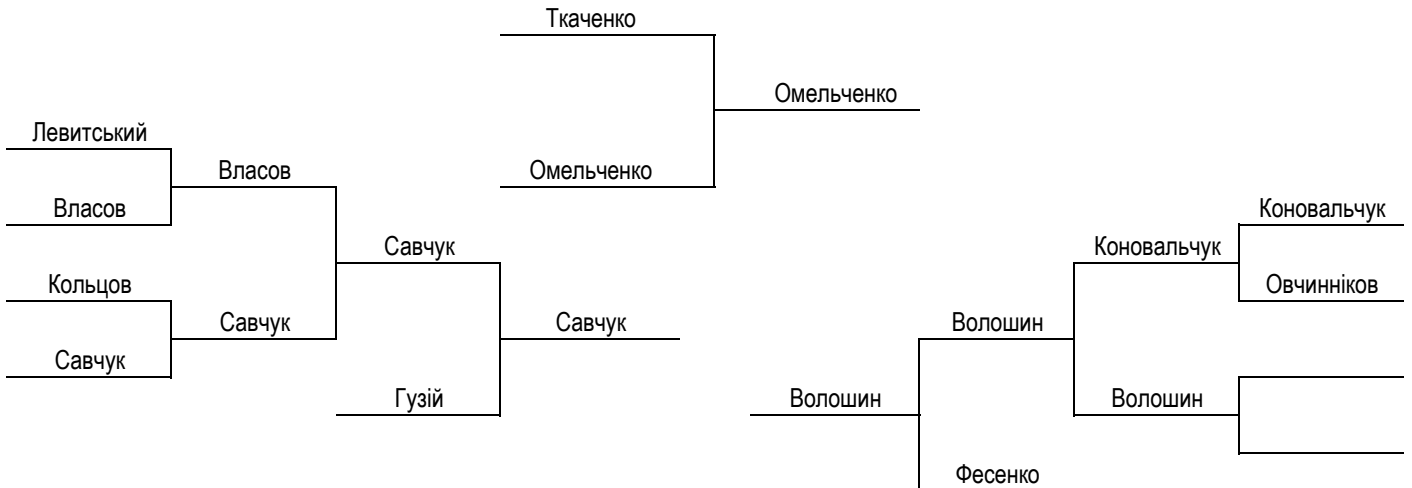 Ткаченко
Омельченко
Левитський
Власов
Омельченко
Власов
Коновальчук
Савчук
Коновальчук
Кольцов
Овчинніков
Савчук
Савчук
Волошин
Савчук
Гузій
Волошин
Волошин
Фесенко